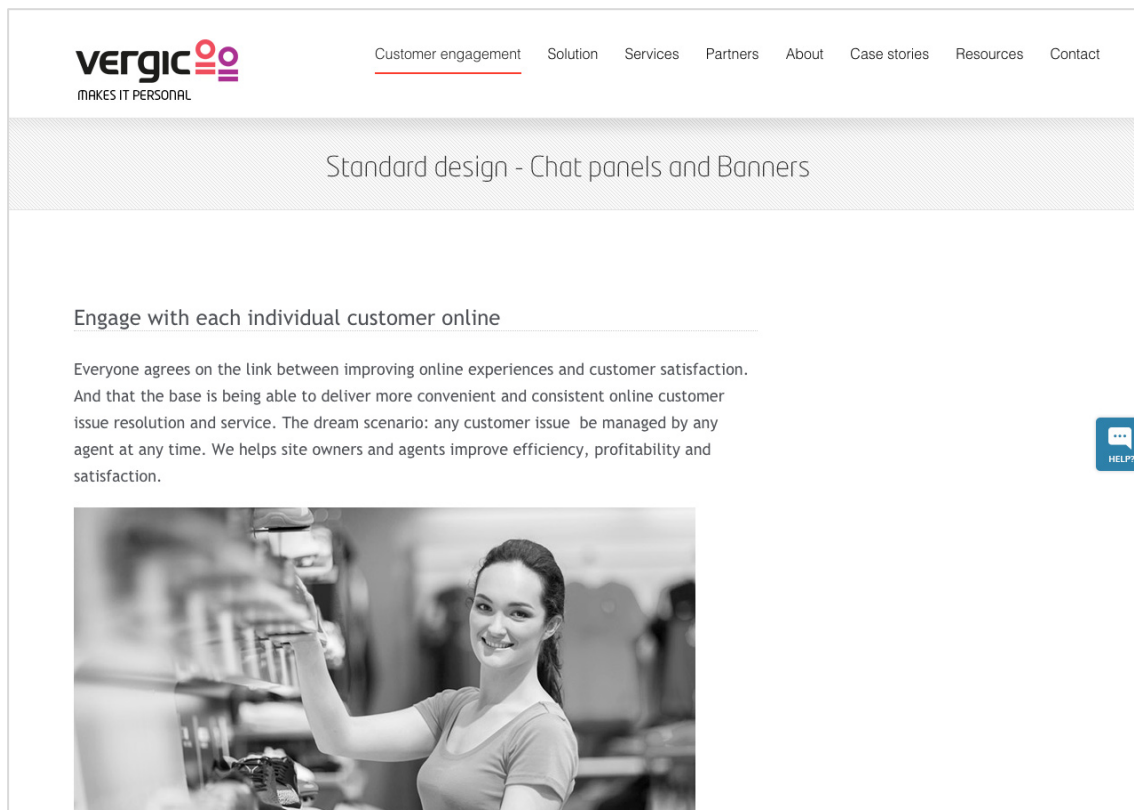 vergic
MAKES IT PERSONAL
Customer engagement Solution Services Partners About Case stories Resources Contact
Standard design - Chat panels and Banners
Engage with each individual customer online
Everyone agrees on the link between improving online experiences and customer satisfaction.
And that the base is being able to deliver more convenient and consistent online customer
issue resolution and service. The dream scenario: any customer issue  be managed by any
agent at any time. We helps site owners and agents improve efficiency, profitability and
satisfaction.
HELP?